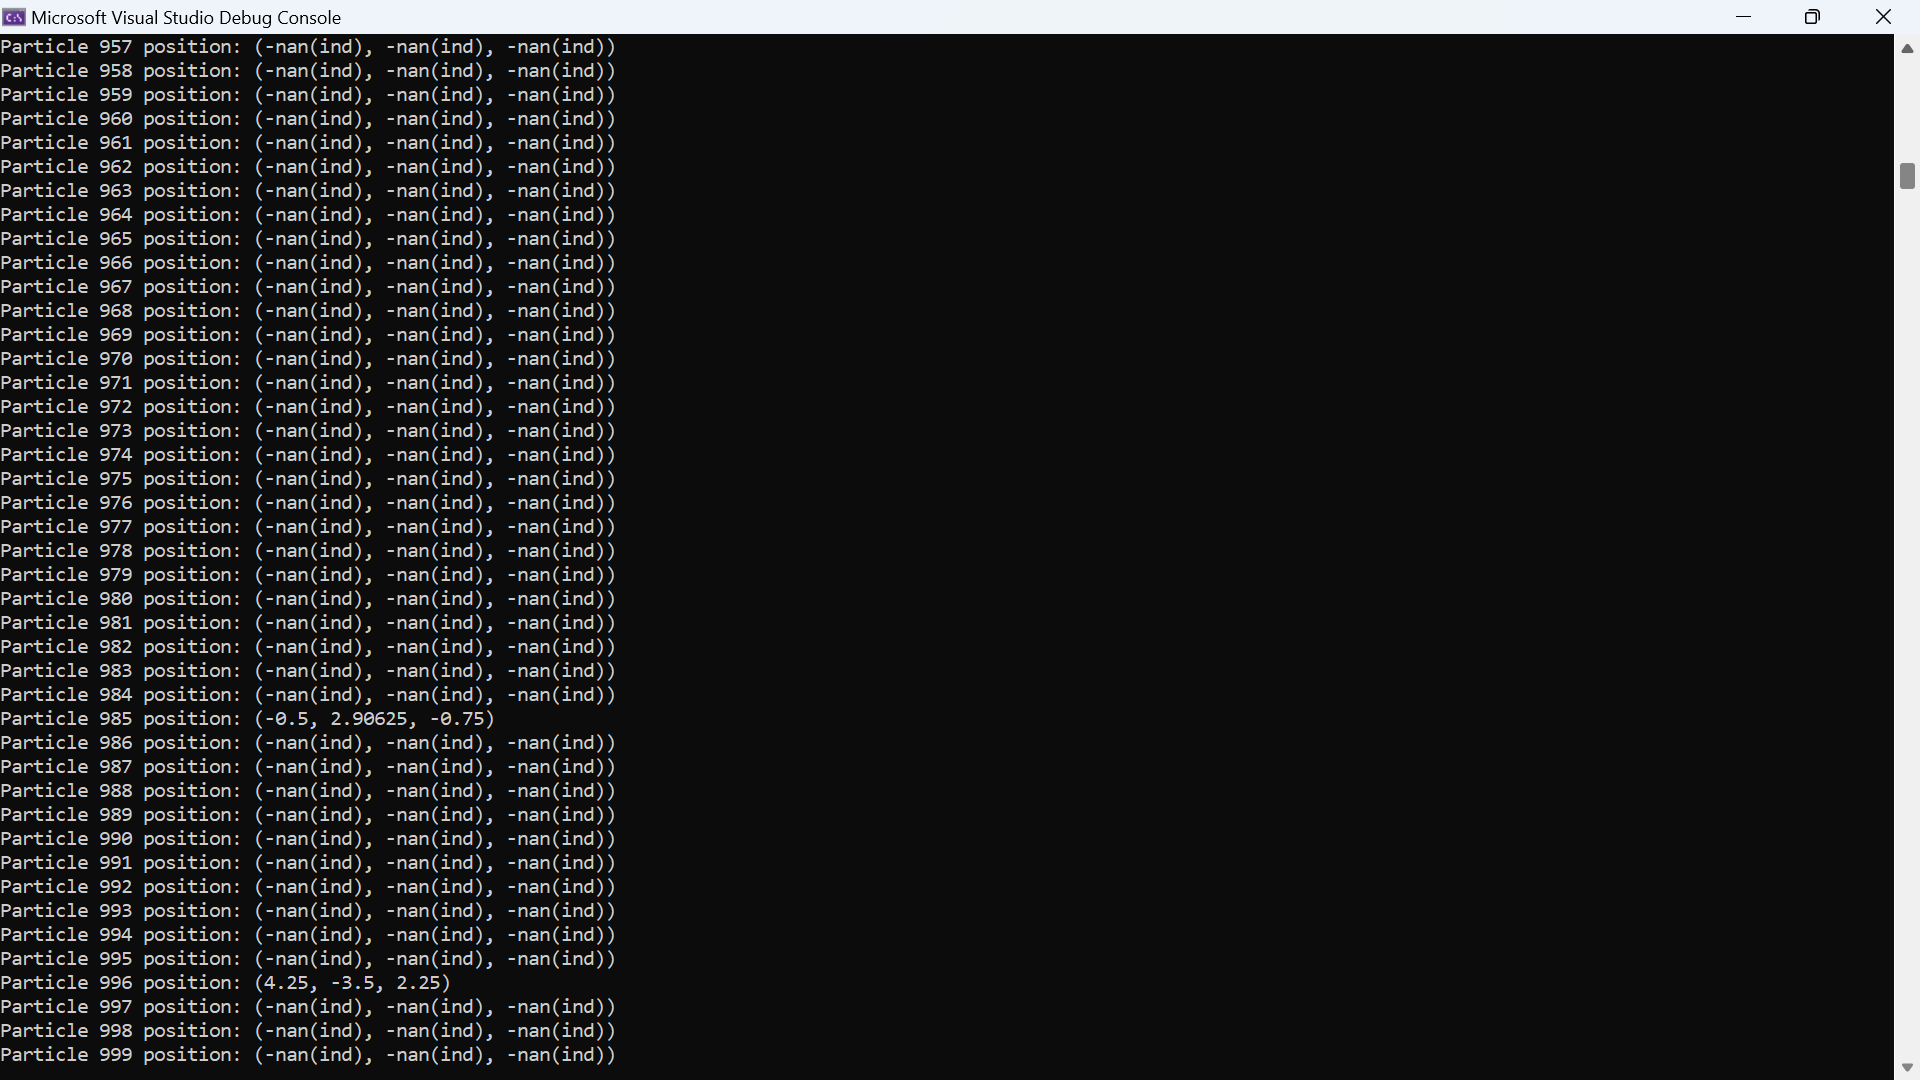 Microsoft Visual Studio Debug Console
Particle 957 position: (-nan(ind), -nan(ind), -nan(ind))
Particle 958 position: (-nan(ind), -nan(ind), -nan(ind))
Particle 959 position: (-nan(ind), -nan(ind), -nan(ind))
Particle 960 position: (-nan(ind), -nan(ind), -nan(ind))
Particle 961 position: (-nan(ind), -nan(ind), -nan(ind))
Particle 962 position: (-nan(ind), -nan(ind), -nan(ind))
Particle 963 position: (-nan(ind), -nan(ind), -nan(ind))
Particle 964 position: (-nan(ind), -nan(ind), -nan(ind))
Particle 965 position: (-nan(ind), -nan(ind), -nan(ind))
Particle 966 position: (-nan(ind), -nan(ind), -nan(ind))
Particle 967 position: (-nan(ind), -nan(ind), -nan(ind))
Particle 968 position: (-nan(ind), -nan(ind), -nan(ind))
Particle 969 position: (-nan(ind), -nan(ind), -nan(ind))
Particle 970 position: (-nan(ind), -nan(ind), -nan(ind))
Particle 971 position: (-nan(ind), -nan(ind), -nan(ind))
Particle 972 position: (-nan(ind), -nan(ind), -nan(ind))
Particle 973 position: (-nan(ind), -nan(ind), -nan(ind))
Particle 974 position: (-nan(ind), -nan(ind), -nan(ind))
Particle 975 position: (-nan(ind), -nan(ind), -nan(ind))
Particle 976 position: (-nan(ind), -nan(ind), -nan(ind))
Particle 977 position: (-nan(ind), -nan(ind), -nan(ind))
Particle 978 position: (-nan(ind), -nan(ind), -nan(ind))
Particle 979 position: (-nan(ind), -nan(ind), -nan(ind))
Particle 980 position: (-nan(ind), -nan(ind), -nan(ind))
Particle 981 position: (-nan(ind), -nan(ind), -nan(ind))
Particle 982 position: (-nan(ind), -nan(ind), -nan(ind))
Particle 983 position: (-nan(ind), -nan(ind), -nan(ind))
Particle 984 position: (-nan(ind), -nan(ind), -nan(ind))
Particle 985 position: (-0.5, 2.90625, -0.75)
Particle 986 position: (-nan(ind), -nan(ind), -nan(ind))
Particle 987 position: (-nan(ind), -nan(ind), -nan(ind))
Particle 988 position: (-nan(ind), -nan(ind), -nan(ind))
Particle 989 position: (-nan(ind), -nan(ind), -nan(ind))
Particle 990 position: (-nan(ind), -nan(ind), -nan(ind))
Particle 991 position: (-nan(ind), -nan(ind), -nan(ind))
Particle 992 position: (-nan(ind), -nan(ind), -nan(ind))
Particle 993 position: (-nan(ind), -nan(ind), -nan(ind))
Particle 994 position: (-nan(ind), -nan(ind), -nan(ind))
Particle 995 position: (-nan(ind), -nan(ind), -nan(ind))
Particle 996 position: (4.25, -3.5, 2.25)
Particle 997 position: (-nan(ind), -nan(ind), -nan(ind))
Particle 998 position: (-nan(ind), -nan(ind), -nan(ind))
Particle 999 position: (-nan(ind), -nan(ind), -nan(ind))